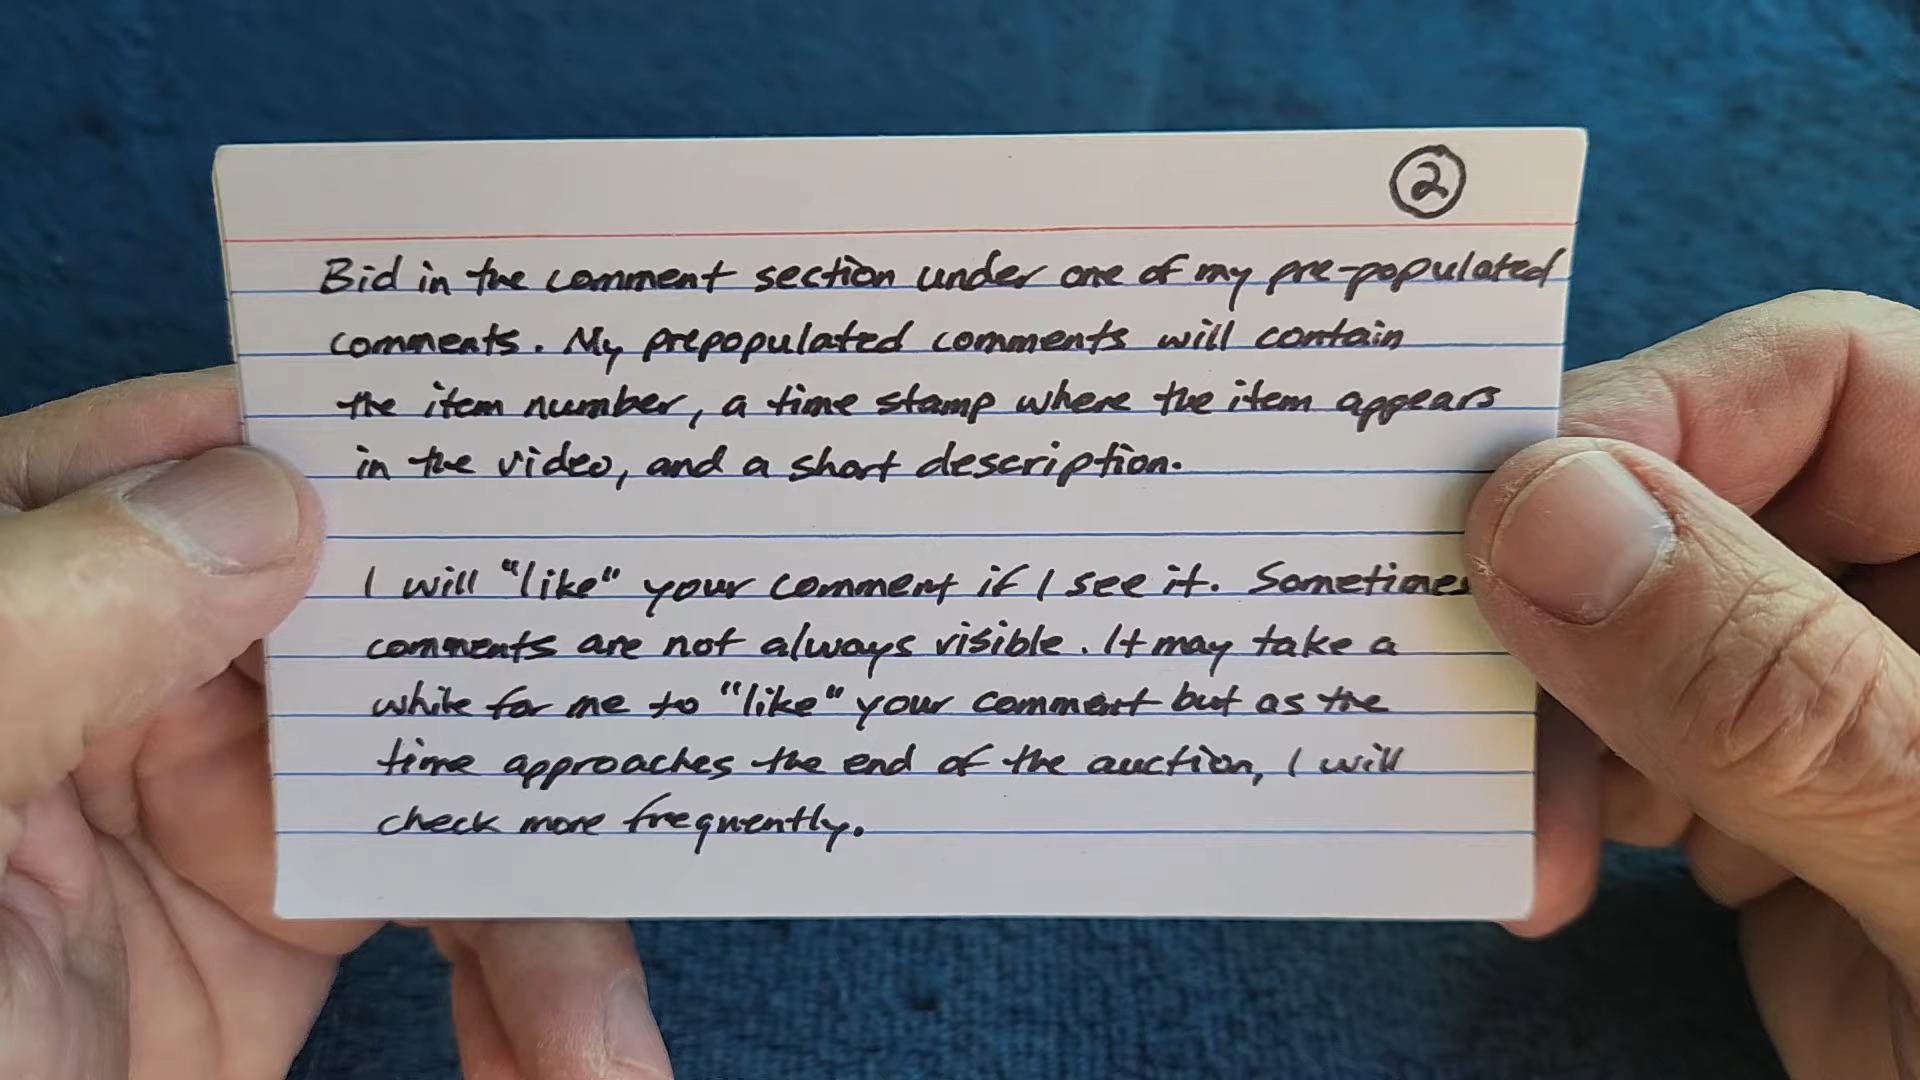 2
Bid in the comment section under one of my pre-populated
comments. My prepopulated comments will contain
the item number, a time stamp where the item appears
in the video, and a short description.
I will "like" your comment if I see it. Sometimes
comments are not always visible. It may take a
while for me to "like" your comment but as the
time approaches the end of the auction, I will
check more frequently.